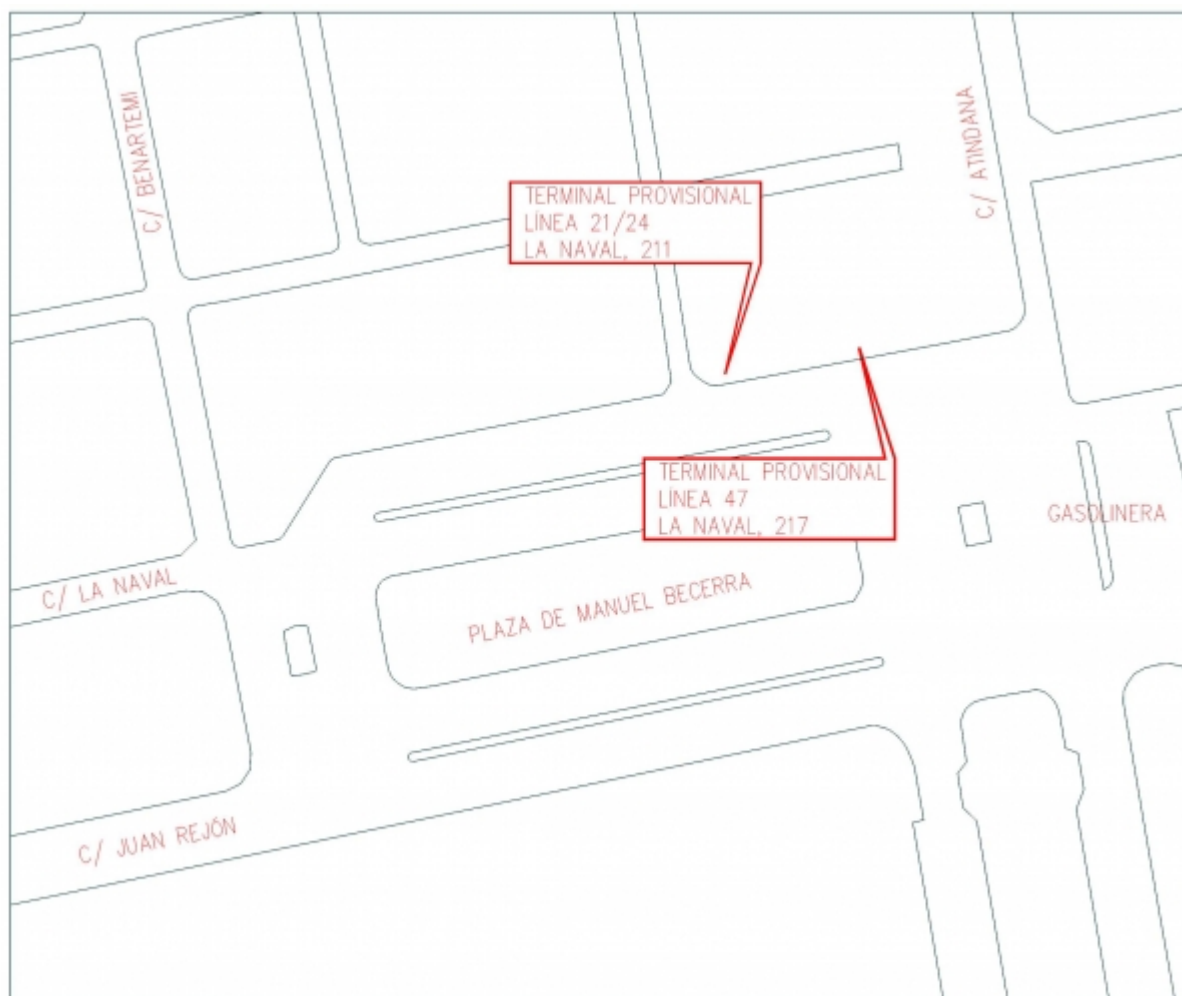 C/ BENARTEMI
C/ ATINDANA
TERMINAL PROVISIONAL
LÍNEA 21/24
LA NAVAL, 211
TERMINAL PROVISIONAL
LÍNEA 47
LA NAVAL, 217
GASOLINERA
C/ LA NAVAL
PLAZA DE MANUEL BECERRA
C/ JUAN REJÓN